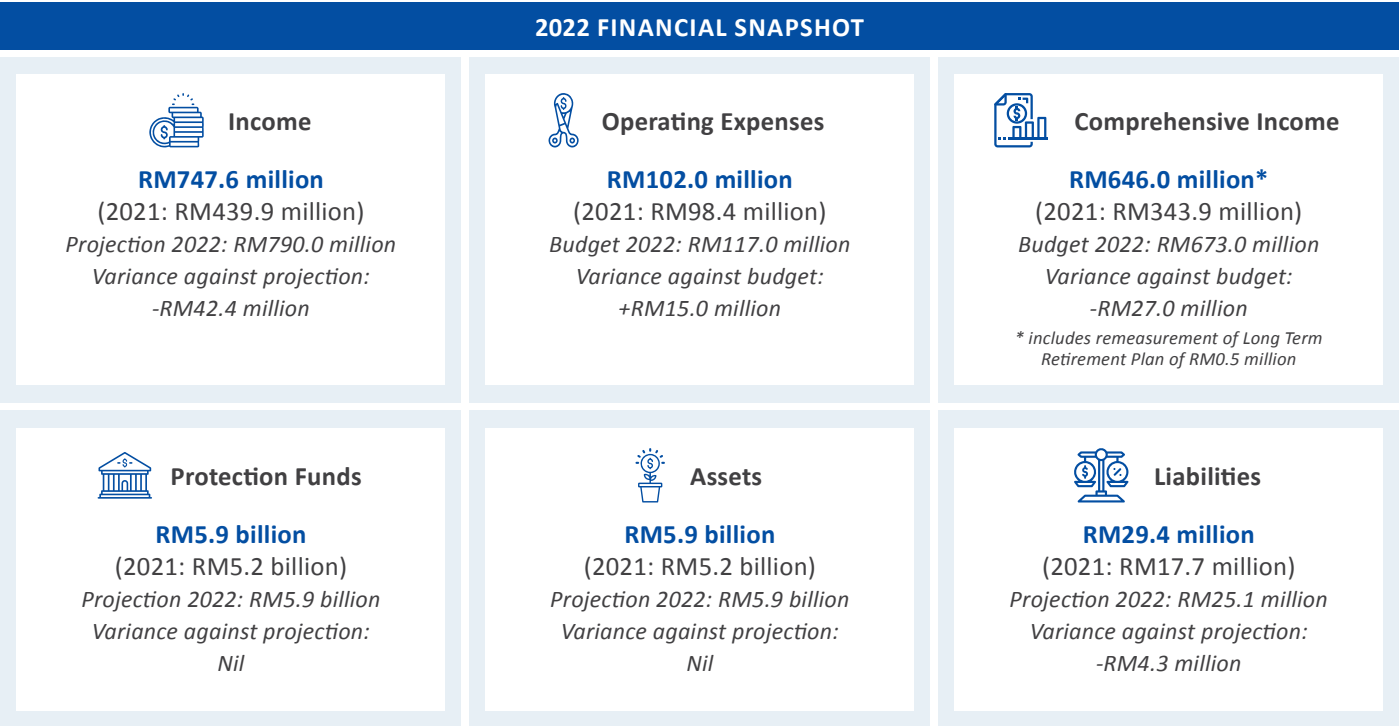 2022 FINANCIAL SNAPSHOT
Income
RM747.6 million
(2021: RM439.9 million)
Projection 2022: RM790.0 million
Variance against projection:
-RM42.4 million
Operating Expenses
RM102.0 million
(2021: RM98.4 million)
Budget 2022: RM117.0 million
Variance against budget:
+RM15.0 million
Comprehensive Income
RM646.0 million*
(2021: RM343.9 million)
Budget 2022: RM673.0 million
Variance against budget:
-RM27.0 million
* includes remeasurement of Long Term
Retirement Plan of RM0.5 million
Protection Funds
RM5.9 billion
(2021: RM5.2 billion)
Projection 2022: RM5.9 billion
Variance against projection:
Nil
Assets
RM5.9 billion
(2021: RM5.2 billion)
Projection 2022: RM5.9 billion
Variance against projection:
Nil
Liabilities
RM29.4 million
(2021: RM17.7 million)
Projection 2022: RM25.1 million
Variance against projection:
-RM4.3 million